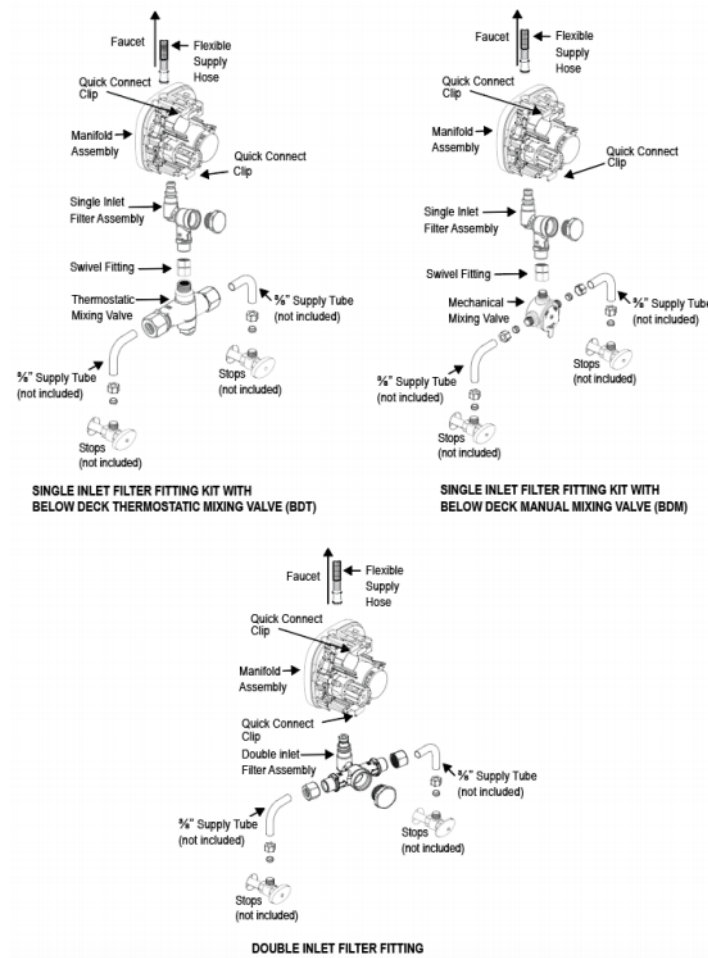 Faucet
Flexible
Supply
Hose
Quick Connect
Clip
Manifold
Assembly
Quick Connect
Clip
Single Inlet
Filter Assembly
Swivel Fitting
Thermostatic
Mixing Valve
⅜" Supply Tube
(not included)
⅜" Supply Tube
(not included)
Stops
(not included)
Stops
(not included)
SINGLE INLET FILTER FITTING KIT WITH
BELOW DECK THERMOSTATIC MIXING VALVE (BDT)
Faucet
Flexible
Supply
Hose
Quick Connect
Clip
Manifold
Assembly
Quick Connect
Clip
Single Inlet
Filter Assembly
Swivel Fitting
Mechanical
Mixing Valve
⅜" Supply Tube
(not included)
Stops
(not included)
⅜" Supply Tube
(not included)
Stops
(not included)
SINGLE INLET FILTER FITTING KIT WITH
BELOW DECK MANUAL MIXING VALVE (BDM)
Faucet
Flexible
Supply
Hose
Quick Connect
Clip
Manifold
Assembly
Quick Connect
Clip
Double inlet
Filter Assembly
⅜" Supply Tube
(not included)
⅜" Supply Tube
(not included)
Stops
(not included)
Stops
(not included)
DOUBLE INLET FILTER FITTING